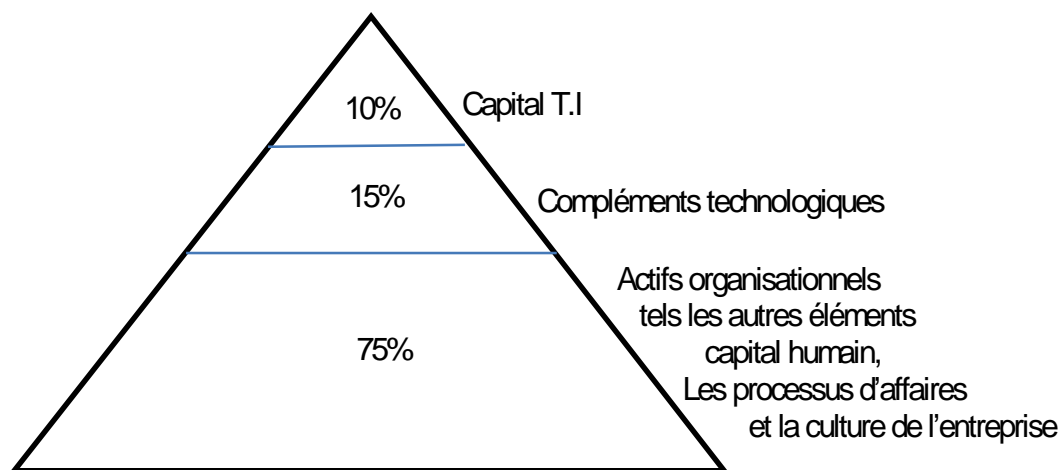 10% Capital T.I
15% Compléments technologiques
Actifs organisationnels
tels les autres éléments
75% capital humain,
Les processus d'affaires
et la culture de l'entreprise